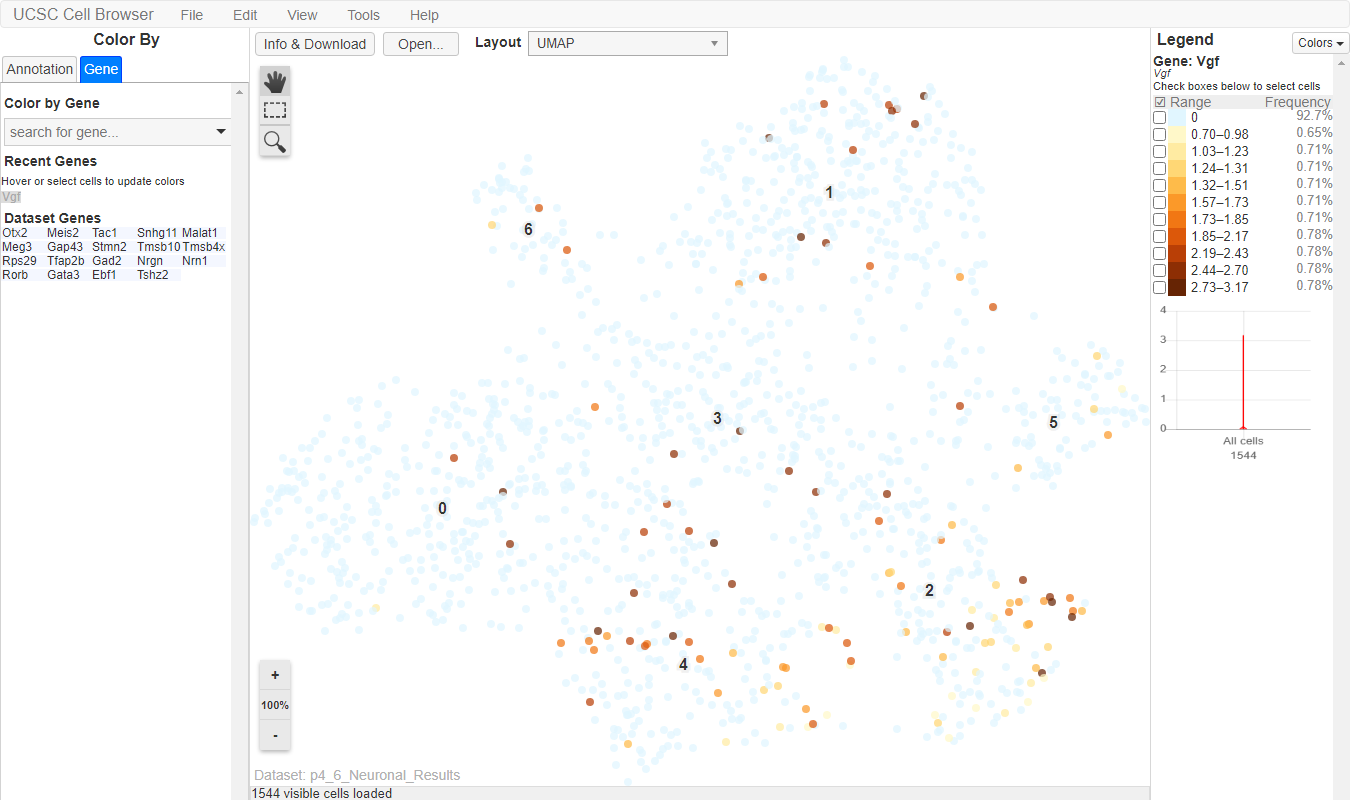 UCSC Cell Browser File Edit View Tools Help
Color By
Annotation Gene
Color by Gene
search for gene...
Recent Genes
Hover or select cells to update colors
Vgf
Dataset Genes
Otx2 Meis2 Tac1 Snhg11 Malat1
Meg3 Gap43 Stmn2 Tmsb10 Tmsb4x
Rps29 Tfap2b Gad2 Nrgn Nrn1
Rorb Gata3 Ebf1 Tshz2
Info & Download Open... Layout UMAP
1
6
3
5
0
2
4
+
100%
-
Dataset: p4_6_Neuronal_Results
1544 visible cells loaded
Legend Colors
Gene: Vgf
Vgf
Check boxes below to select cells
Range Frequency
0 92.7%
0.70–0.98 0.65%
1.03–1.23 0.71%
1.24–1.31 0.71%
1.32–1.51 0.71%
1.57–1.73 0.71%
1.73–1.85 0.71%
1.85–2.17 0.78%
2.19–2.43 0.78%
2.44–2.70 0.78%
2.73–3.17 0.78%
4
3
2
1
0
All cells
1544